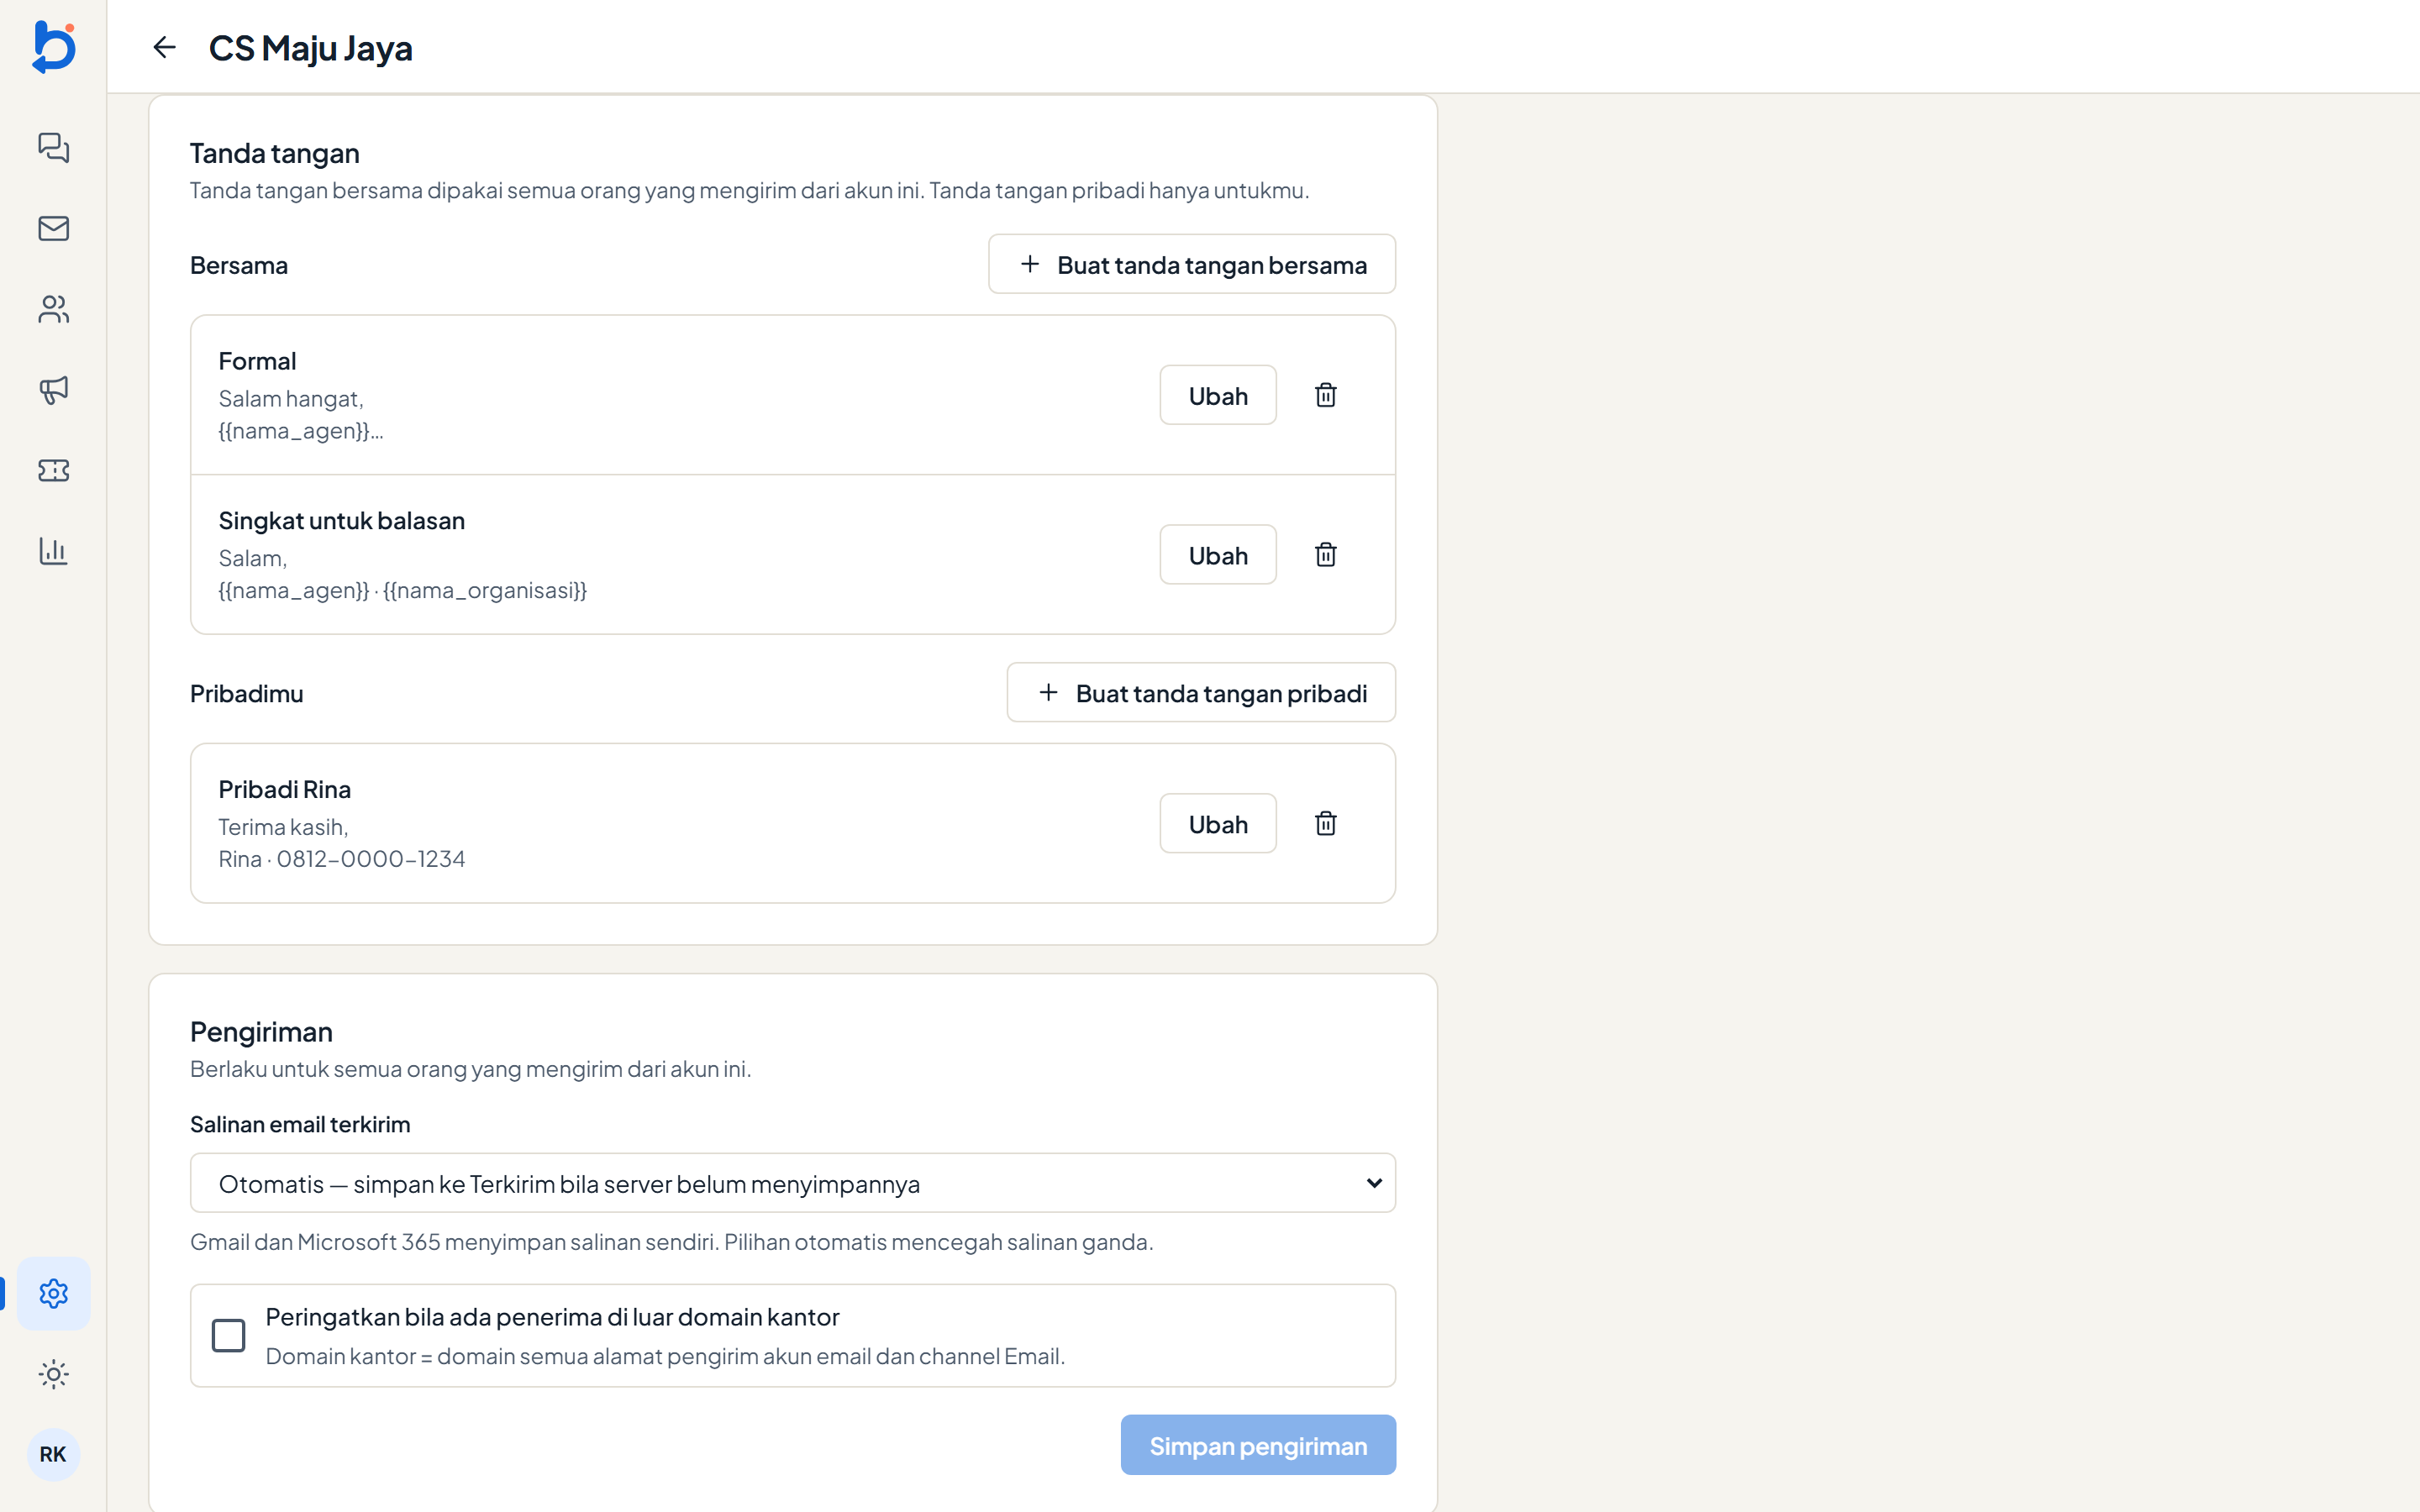 CS Maju Jaya
Tanda tangan
Tanda tangan bersama dipakai semua orang yang mengirim dari akun ini. Tanda tangan pribadi hanya untukmu.
Bersama
+ Buat tanda tangan bersama
Formal
Salam hangat,
{{nama_agen}}...
Ubah
Singkat untuk balasan
Salam,
{{nama_agen}} · {{nama_organisasi}}
Ubah
Pribadimu
+ Buat tanda tangan pribadi
Pribadi Rina
Terima kasih,
Rina · 0812-0000-1234
Ubah
Pengiriman
Berlaku untuk semua orang yang mengirim dari akun ini.
Salinan email terkirim
Otomatis — simpan ke Terkirim bila server belum menyimpannya
Gmail dan Microsoft 365 menyimpan salinan sendiri. Pilihan otomatis mencegah salinan ganda.
Peringatkan bila ada penerima di luar domain kantor
Domain kantor = domain semua alamat pengirim akun email dan channel Email.
Simpan pengiriman
RK